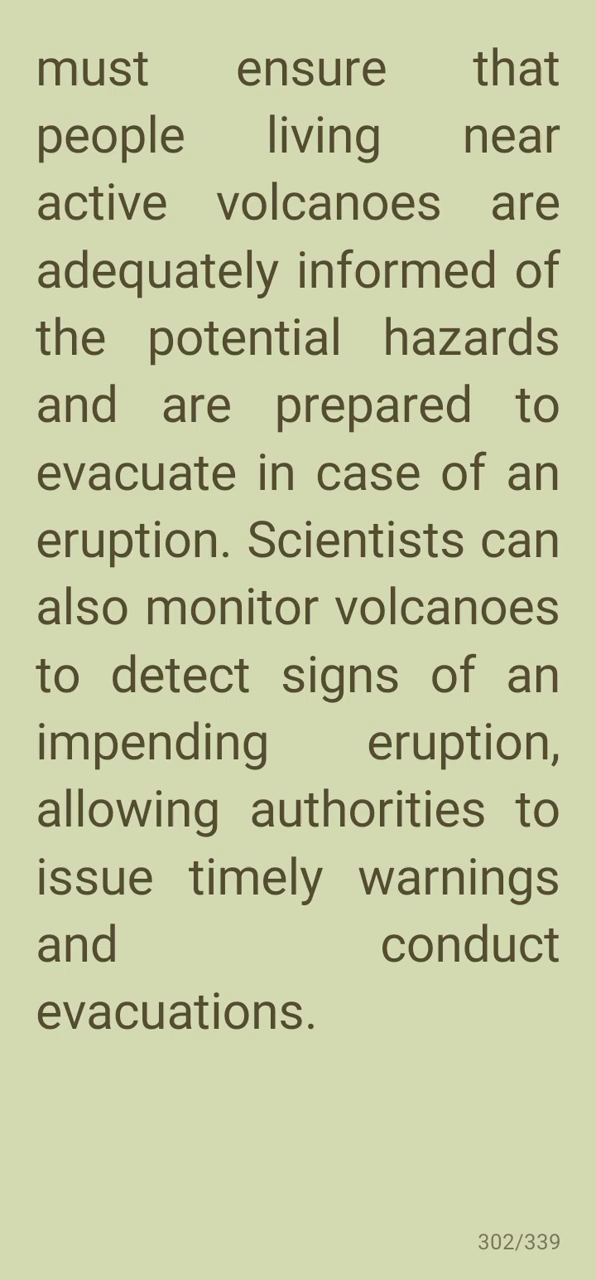 must ensure that
people living near
active volcanoes are
adequately informed of
the potential hazards
and are prepared to
evacuate in case of an
eruption. Scientists can
also monitor volcanoes
to detect signs of an
impending eruption,
allowing authorities to
issue timely warnings
and conduct
evacuations.
302/339